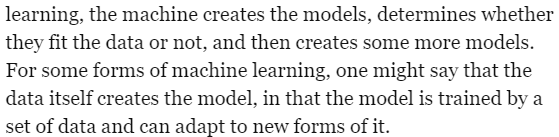 learning, the machine creates the models, determines whether
they fit the data or not, and then creates some more models.
For some forms of machine learning, one might say that the
data itself creates the model, in that the model is trained by a
set of data and can adapt to new forms of it.